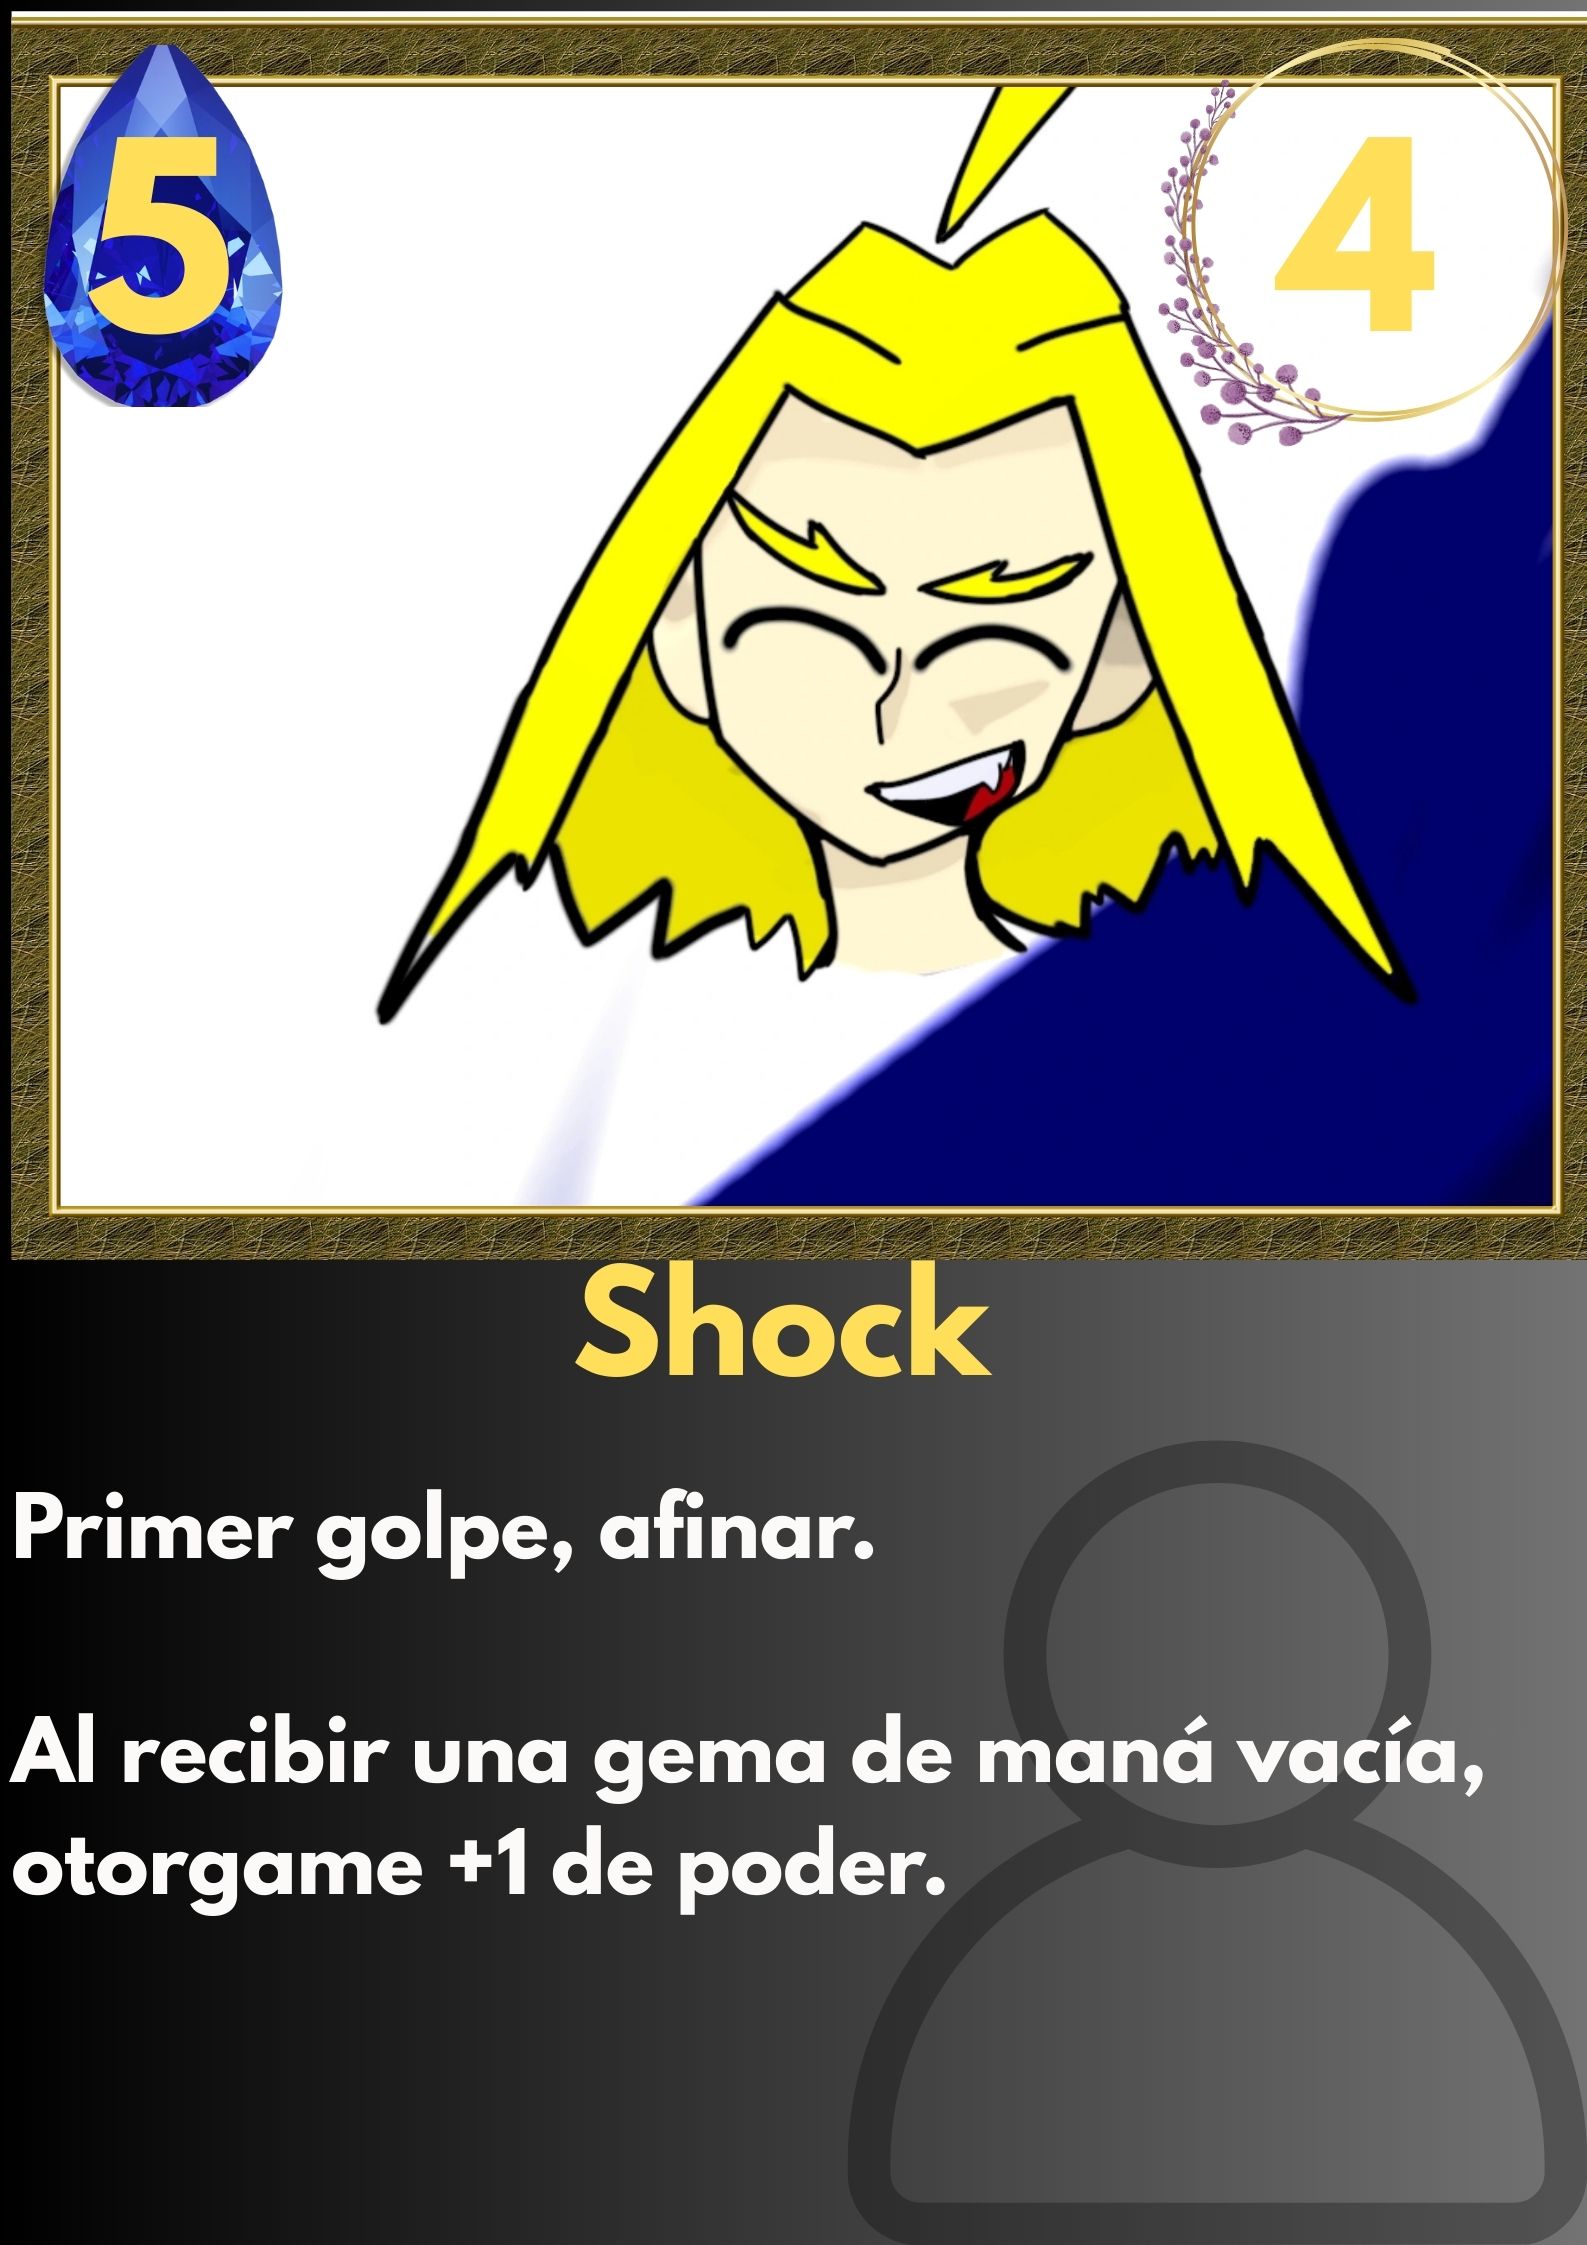 5
4
Shock
Primer golpe, afinar.
Al recibir una gema de maná vacía,
otorgame +1 de poder.